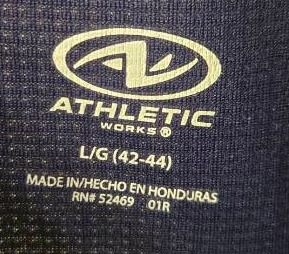 ATHLETIC
WORKS®
L/G (42-44)
MADE IN/HECHO EN HONDURAS
RN# 52469 01R